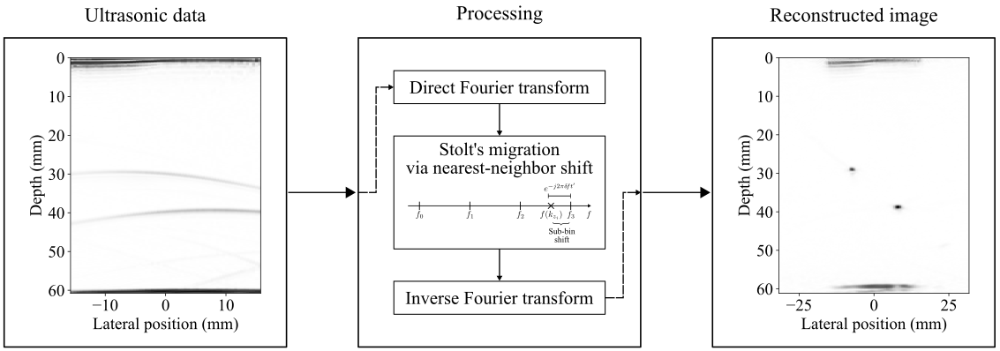 Ultrasonic data
Processing
Reconstructed image
0
10
20
30
40
50
60
Depth (mm)
−10 0 10
Lateral position (mm)
Direct Fourier transform
Stolt's migration
via nearest-neighbor shift
e^{−j2πδft′}
f₀ f₁ f₂ f(k_{z_i}) f₃ f
Sub-bin
shift
Inverse Fourier transform
0
10
20
30
40
50
60
Depth (mm)
−25 0 25
Lateral position (mm)